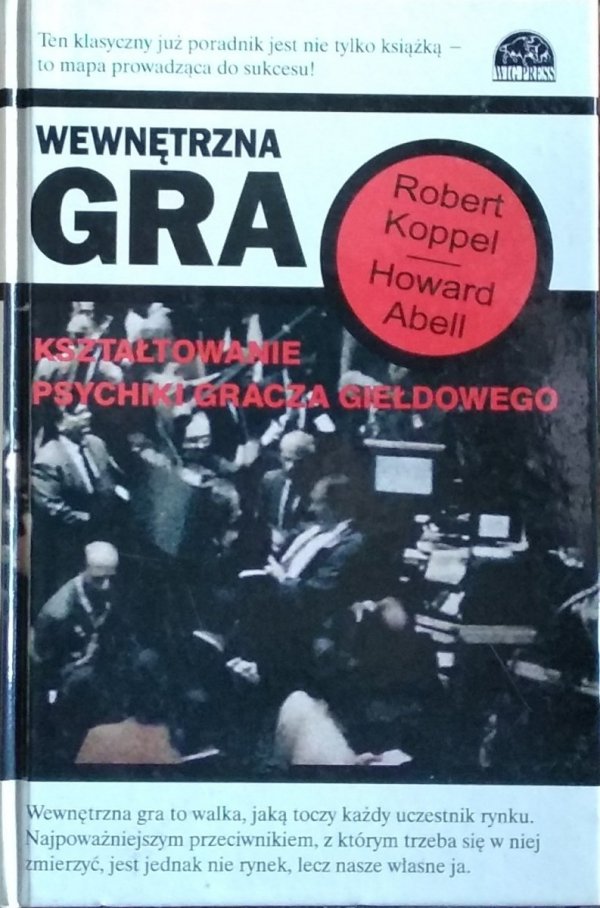 Ten klasyczny już poradnik jest nie tylko książką –
to mapa prowadząca do sukcesu!
WIG-PRESS
WEWNĘTRZNA
GRA
Robert
Koppel
Howard
Abell
KSZTAŁTOWANIE
PSYCHIKI GRACZA GIEŁDOWEGO
Wewnętrzna gra to walka, jaką toczy każdy uczestnik rynku.
Najpoważniejszym przeciwnikiem, z którym trzeba się w niej
zmierzyć, jest jednak nie rynek, lecz nasze własne ja.